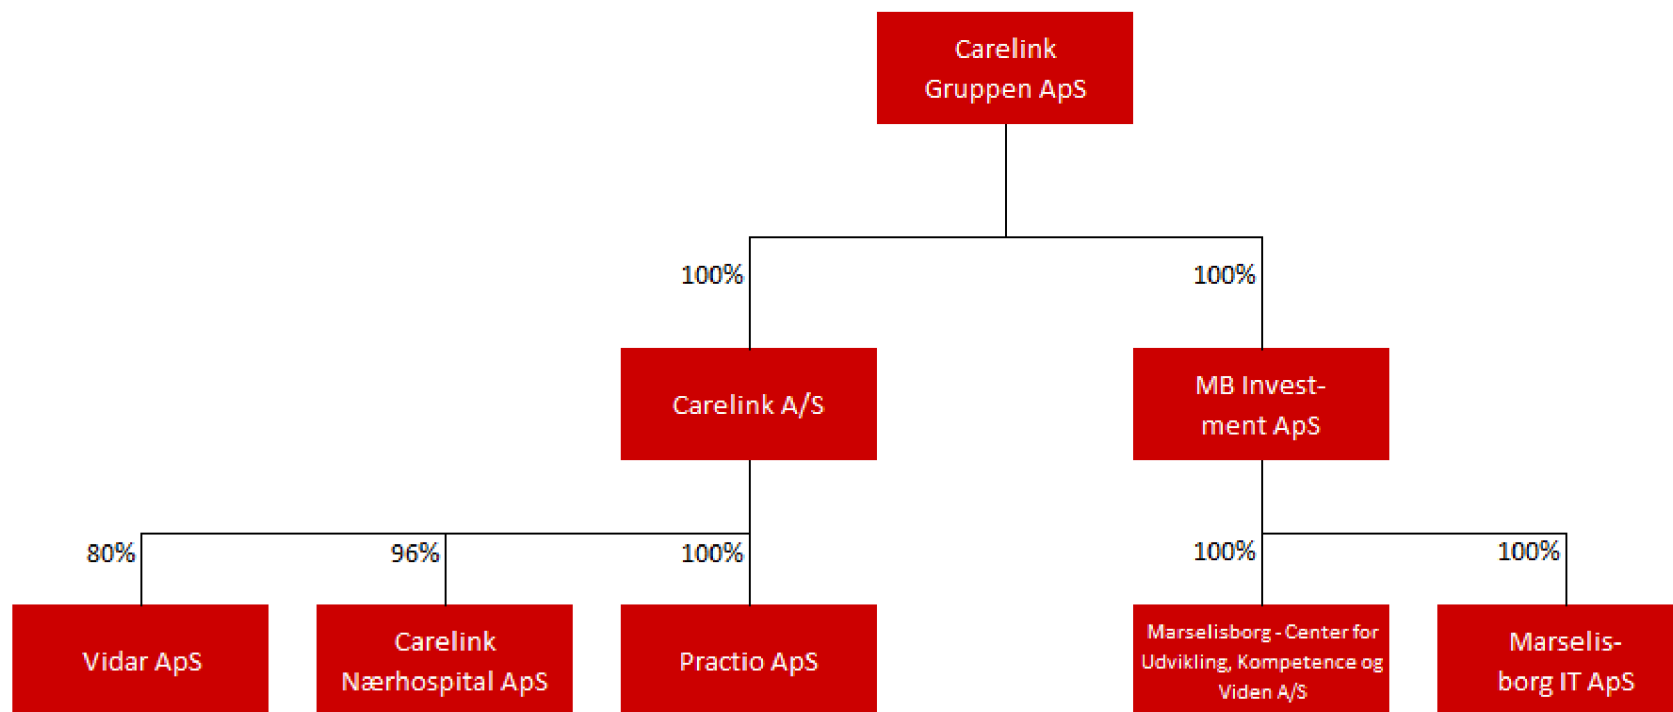 Carelink
Gruppen ApS
100%
100%
Carelink A/S
MB Invest-
ment ApS
80%
96%
100%
100%
100%
Vidar ApS
Carelink
Nærhospital ApS
Practio ApS
Marselisborg - Center for
Udvikling, Kompetence og
Viden A/S
Marselis-
borg IT ApS